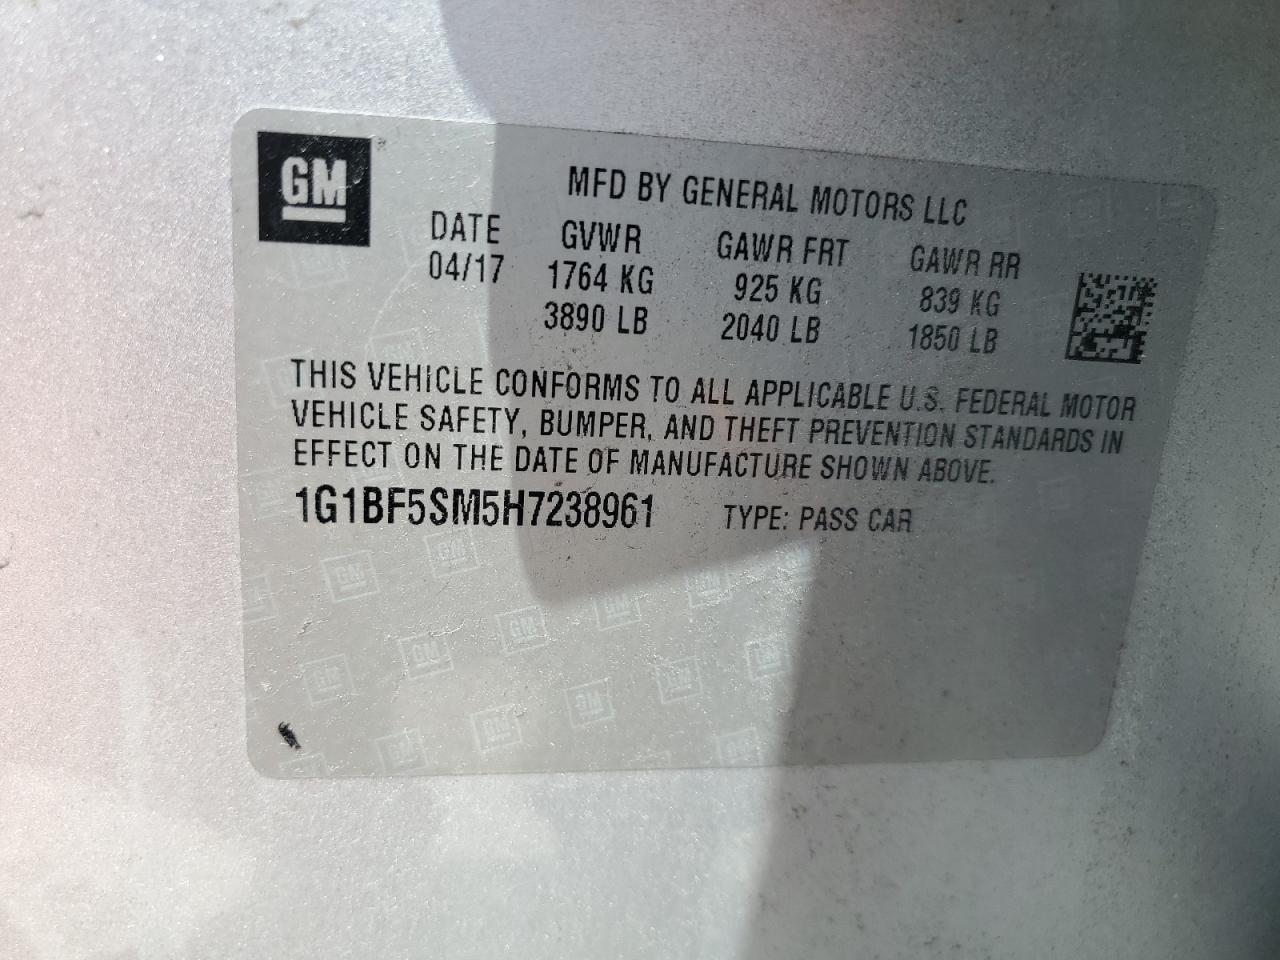 GM
MFD BY GENERAL MOTORS LLC
DATE GVWR GAWR FRT GAWR RR
04/17 1764 KG 925 KG 839 KG
3890 LB 2040 LB 1850 LB
THIS VEHICLE CONFORMS TO ALL APPLICABLE U.S. FEDERAL MOTOR
VEHICLE SAFETY, BUMPER, AND THEFT PREVENTION STANDARDS IN
EFFECT ON THE DATE OF MANUFACTURE SHOWN ABOVE.
1G1BF5SM5H7238961 TYPE: PASS CAR